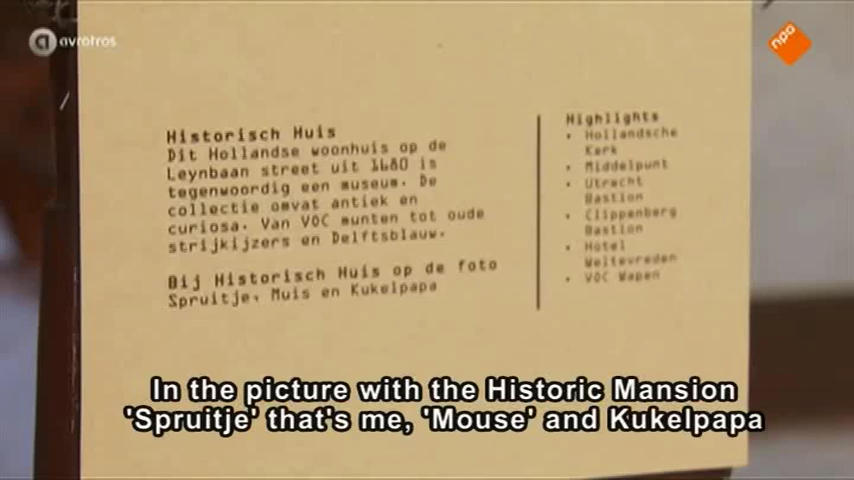 avrotros
npo
Historisch Huis
Dit Hollandse woonhuis op de
Leynbaan street uit 1680 is
tegenwoordig een museum. De
collectie omvat antiek en
curiosa. Van VOC munten tot oude
strijkijzers en Delftsblauw.
Bij Historisch Huis op de foto
Spruitje, Muis en Kukelpapa
Highlights
• Hollandsche
Kerk
• Middelpunt
• Utracht
Bastion
• Clippenberg
Bastion
• Hotel
Weltevreden
• VOC Wapen
In the picture with the Historic Mansion
'Spruitje' that's me, 'Mouse' and Kukelpapa